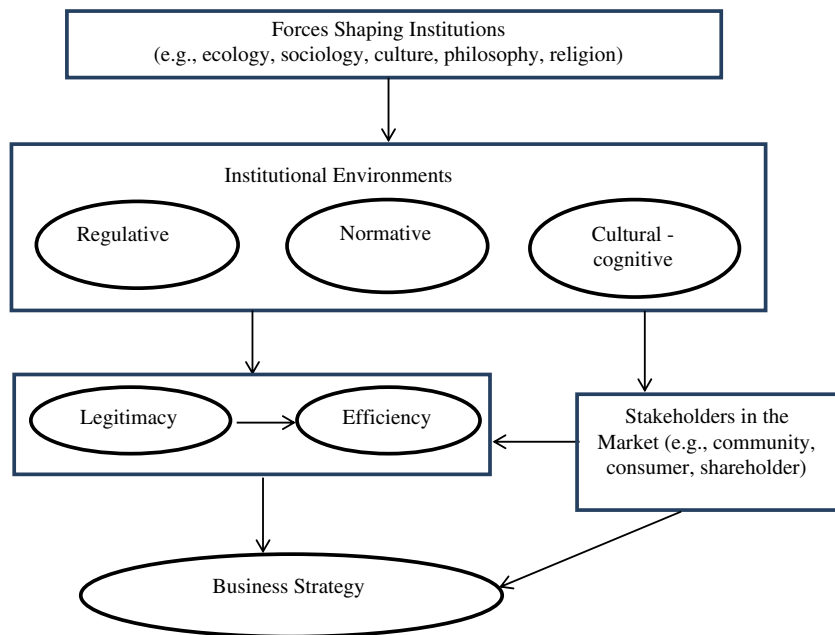 Forces Shaping Institutions
(e.g., ecology, sociology, culture, philosophy, religion)
Institutional Environments
Regulative
Normative
Cultural -
cognitive
Legitimacy
Efficiency
Stakeholders in the
Market (e.g., community,
consumer, shareholder)
Business Strategy